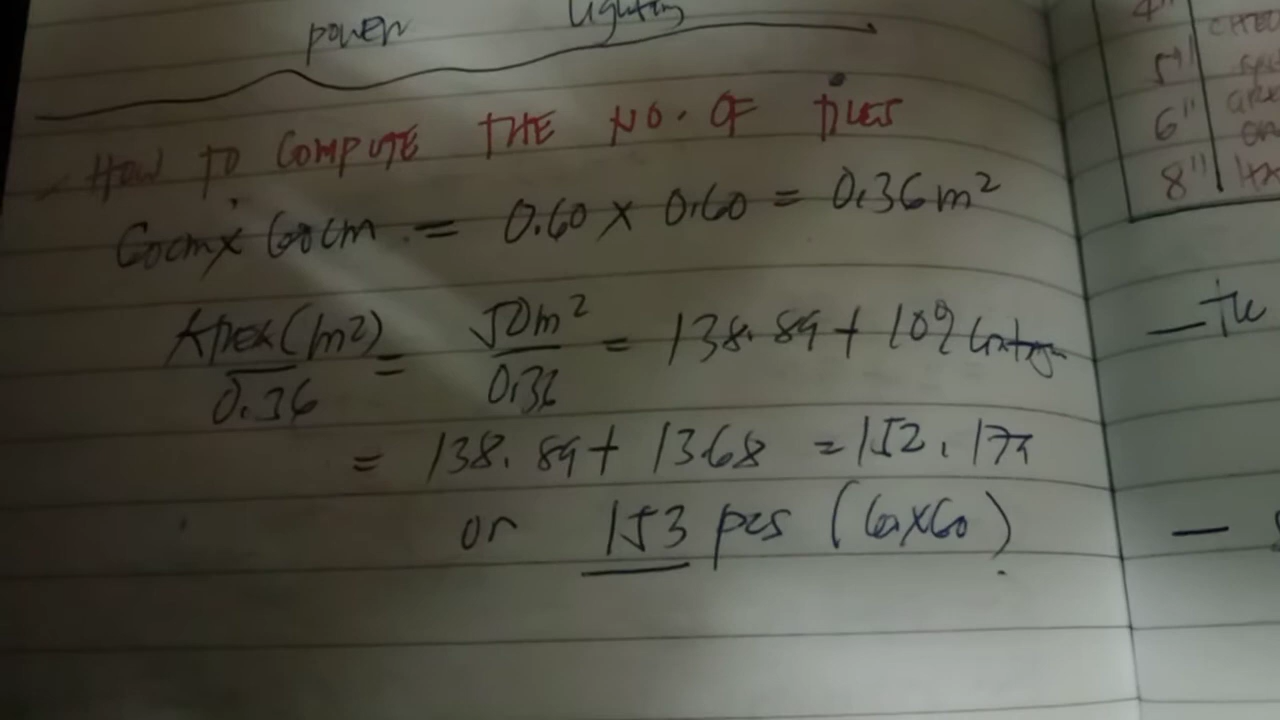 power lighting
HOW TO COMPUTE THE NO. OF TILES
60cm x 60cm = 0.60 x 0.60 = 0.36 m²
Area (m²) = 50m² = 138.89 + 10%
0.36 0.36
= 138.89 + 13.68 = 152.17
or 153 pcs (60x60)
4"
5"
6"
8"